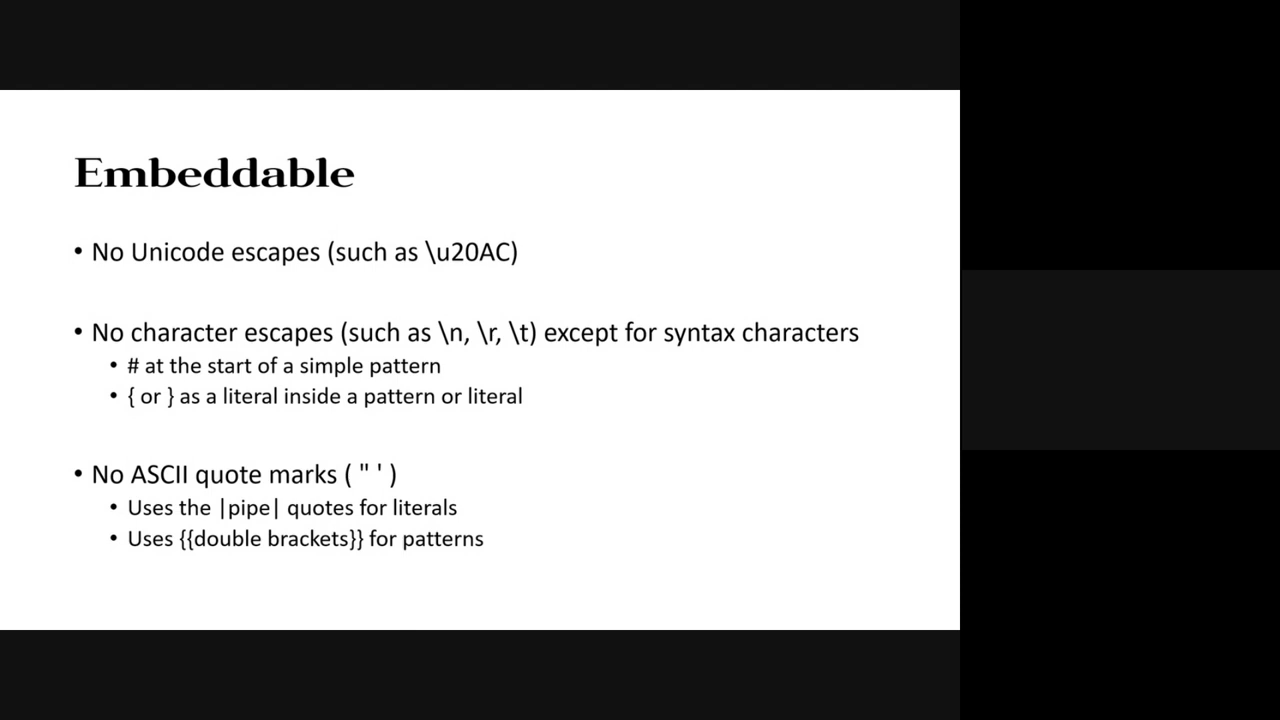 Embeddable
• No Unicode escapes (such as \u20AC)
• No character escapes (such as \n, \r, \t) except for syntax characters
• # at the start of a simple pattern
• { or } as a literal inside a pattern or literal
• No ASCII quote marks ( " ' )
• Uses the |pipe| quotes for literals
• Uses {{double brackets}} for patterns